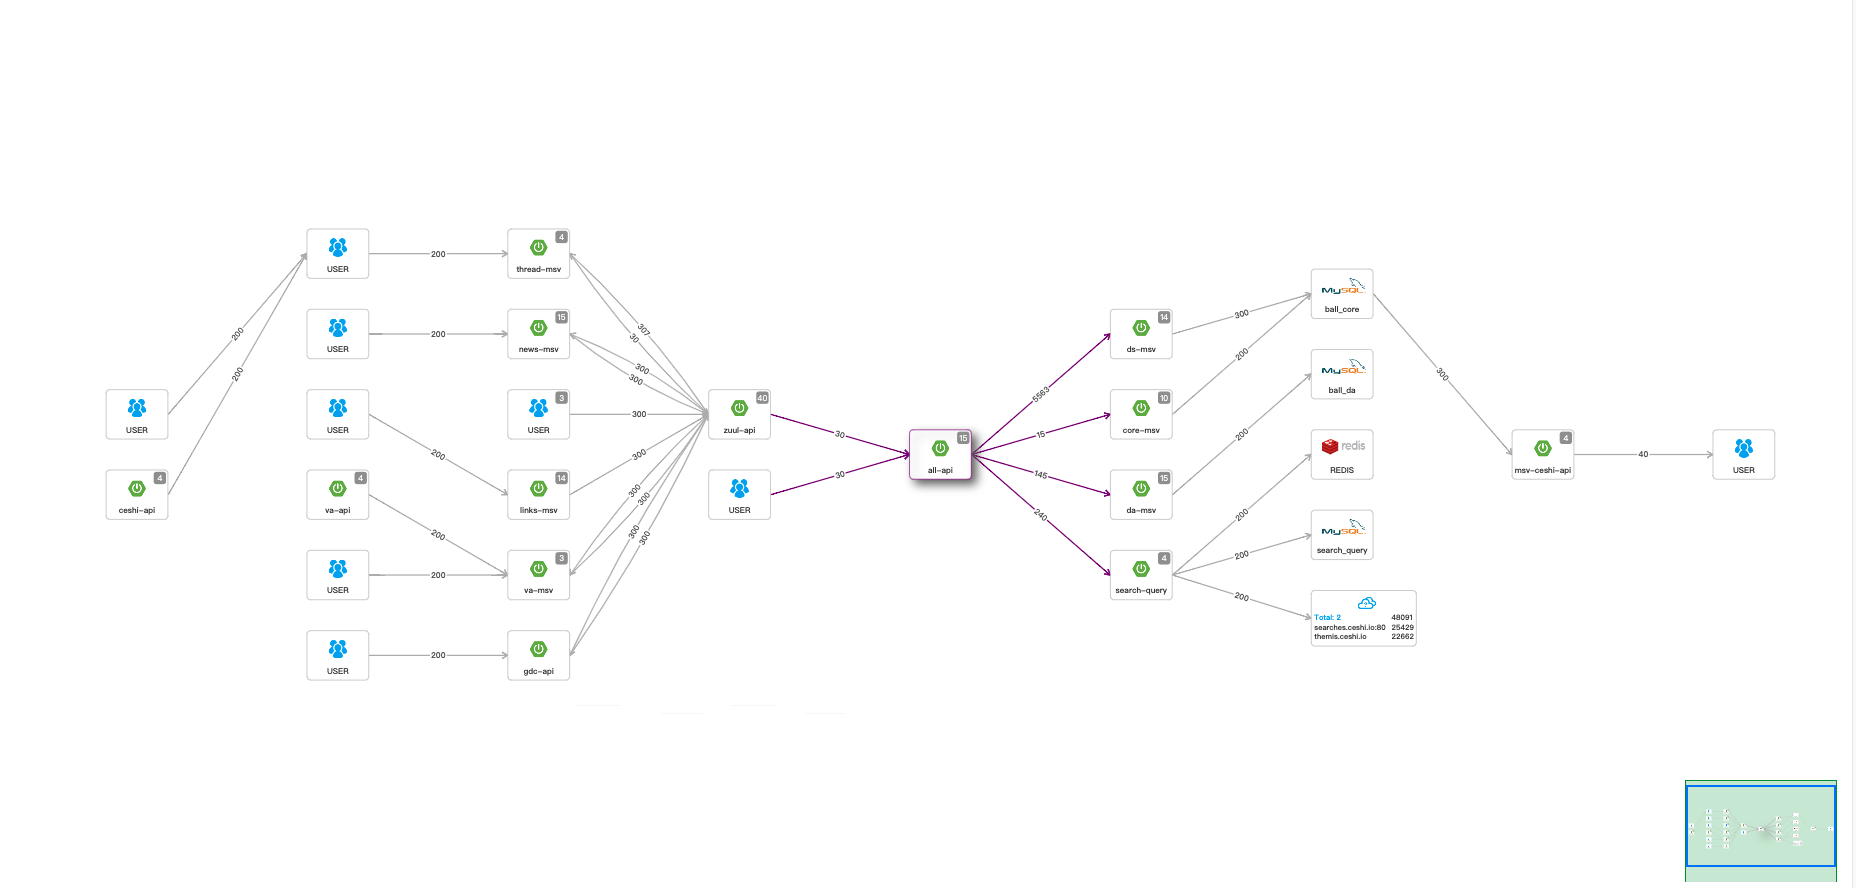 USER
200
4
thread-msv
USER
200
15
news-msv
200
200
307
30
300
300
USER
4
ceshi-api
USER
3
USER
300
40
zuul-api
200
4
va-api
14
links-msv
300
USER
200
300
300
USER
200
3
va-msv
300
300
USER
200
gdc-api
30
30
15
all-api
5563
15
145
240
14
ds-msv
10
core-msv
15
da-msv
4
search-query
300
200
200
200
200
200
MySQL
ball_core
MySQL
ball_da
redis
REDIS
MySQL
search_query
Total: 2 48091
searches.ceshi.io:80 25429
themis.ceshi.io 22662
300
4
msv-ceshi-api
40
USER